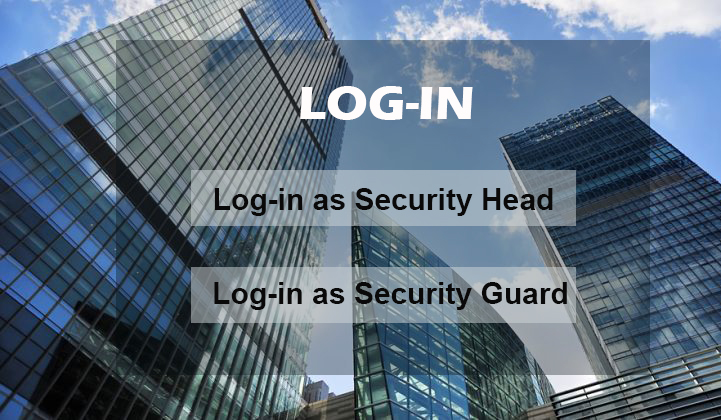 LOG-IN
Log-in as Security Head
Log-in as Security Guard